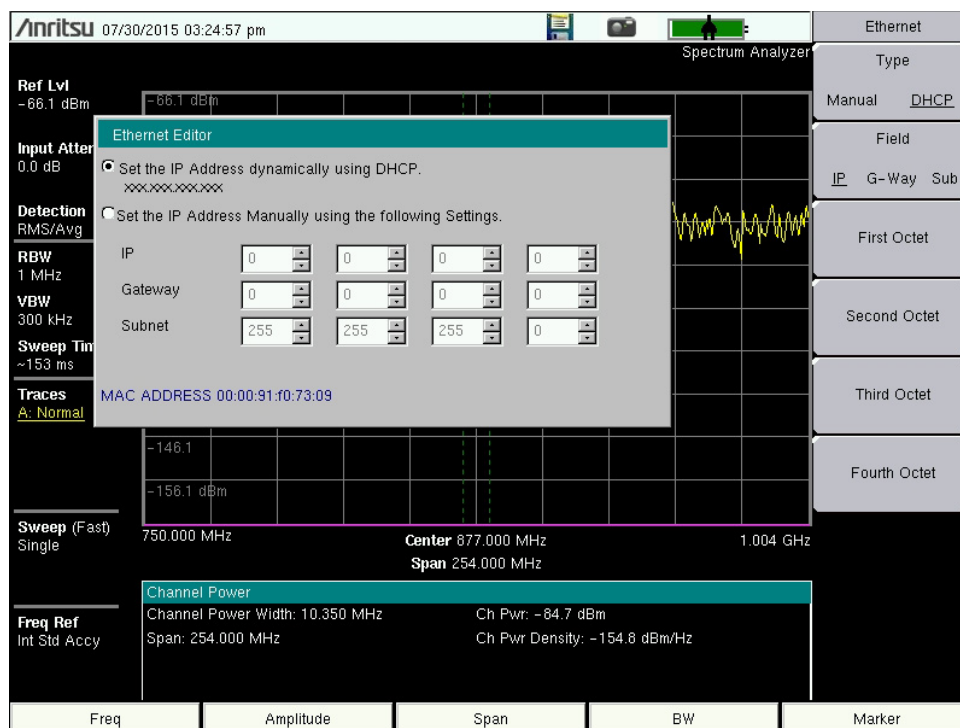 Anritsu 07/30/2015 03:24:57 pm
Spectrum Analyzer
Ref Lvl
-66.1 dBm
Input Atten
0.0 dB
Detection
RMS/Avg
RBW
1 MHz
VBW
300 kHz
Sweep Tim
~153 ms
Traces
A: Normal
Sweep (Fast)
Single
Freq Ref
Int Std Accy
-66.1 dBm
Ethernet Editor
Set the IP Address dynamically using DHCP.
xxx.xxx.xxx.xxx
Set the IP Address Manually using the following Settings.
IP 0 0 0 0
Gateway 0 0 0 0
Subnet 255 255 255 0
MAC ADDRESS 00:00:91:f0:73:09
-146.1
-156.1 dBm
750.000 MHz Center 877.000 MHz 1.004 GHz
Span 254.000 MHz
Channel Power
Channel Power Width: 10.350 MHz Ch Pwr: -84.7 dBm
Span: 254.000 MHz Ch Pwr Density: -154.8 dBm/Hz
Ethernet
Type
Manual DHCP
Field
IP G-Way Sub
First Octet
Second Octet
Third Octet
Fourth Octet
Freq Amplitude Span BW Marker